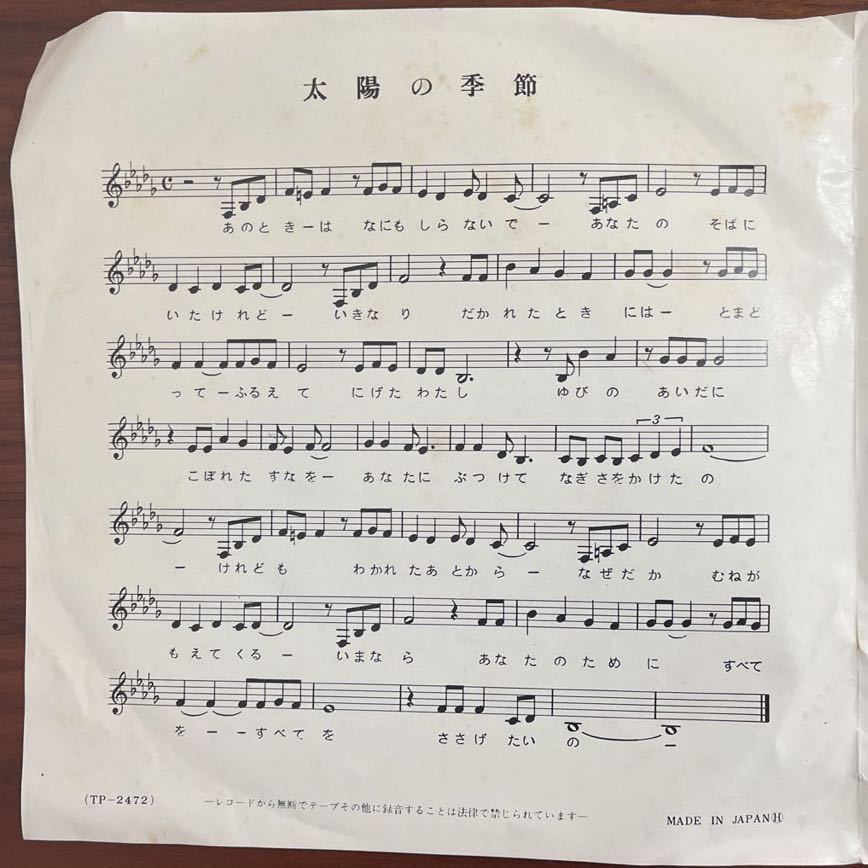 太陽の季節
あのときーは なにも しらないでー あなたの そばに
いたけれどー いきなり だかれたとき にはー とまど
ってーふるえて にげたわたし ゆびの あいだに
こぼれた すなをー あなたに ぶつけて なぎさをかけたの
3
ーけれども わかれたあとからー なぜだか むねが
もえてくるー いまなら あなたのために すべて
をーーすべてを ささげたいのー
(TP-2472)
―レコードから無断でテープその他に録音することは法律で禁じられています―
MADE IN JAPANⒽ